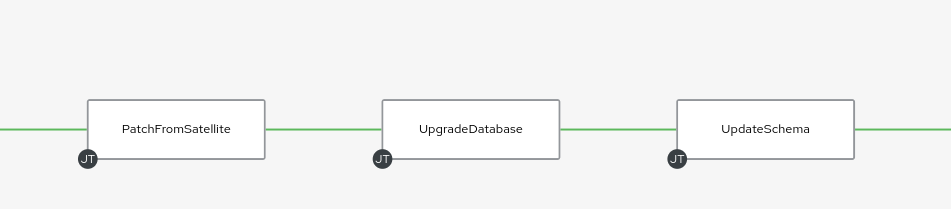 PatchFromSatellite
UpgradeDatabase
UpdateSchema
JT
JT
JT